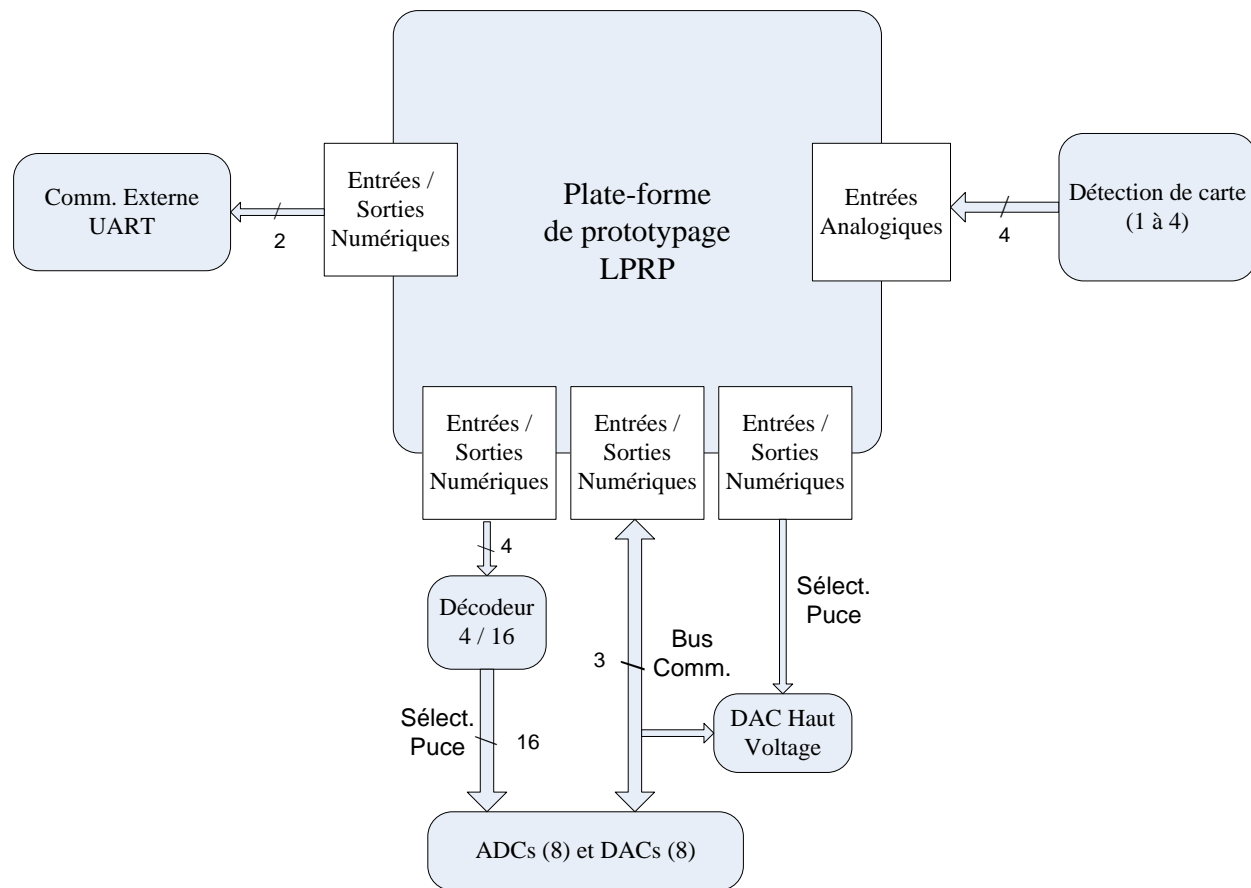 Plate-forme
de prototypage
LPRP
Comm. Externe
UART
2
Entrées /
Sorties
Numériques
Entrées
Analogiques
4
Détection de carte
(1 à 4)
Entrées /
Sorties
Numériques
Entrées /
Sorties
Numériques
Entrées /
Sorties
Numériques
4
Décodeur
4 / 16
Sélect.
Puce
16
3
Bus
Comm.
Sélect.
Puce
DAC Haut
Voltage
ADCs (8) et DACs (8)